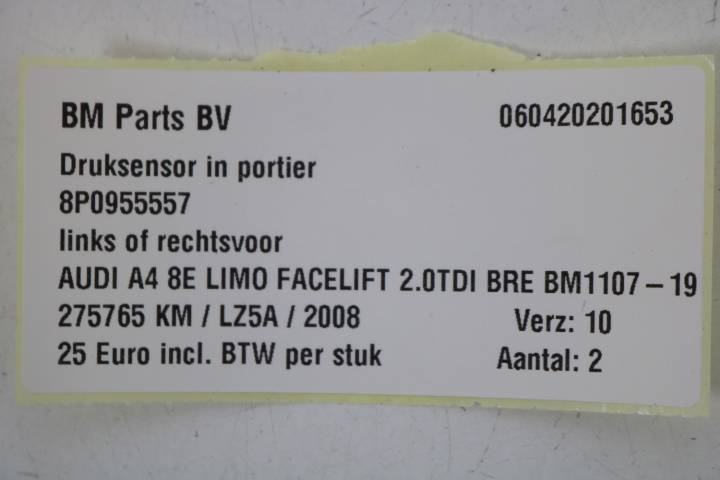 BM Parts BV 060420201653
Druksensor in portier
8P0955557
links of rechtsvoor
AUDI A4 8E LIMO FACELIFT 2.0TDI BRE BM1107-19
275765 KM / LZ5A / 2008 Verz: 10
25 Euro incl. BTW per stuk Aantal: 2